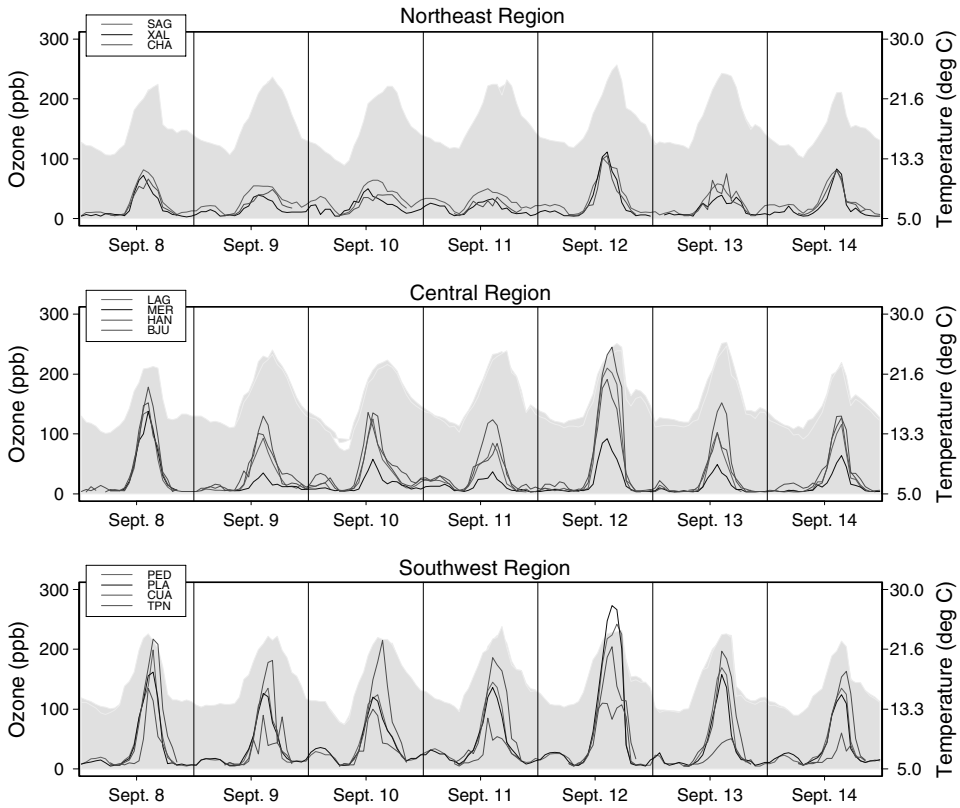 Northeast Region
SAG
XAL
CHA
Ozone (ppb)
300
200
100
0
Temperature (deg C)
30.0
21.6
13.3
5.0
Sept. 8 Sept. 9 Sept. 10 Sept. 11 Sept. 12 Sept. 13 Sept. 14
Central Region
LAG
MER
HAN
BJU
Ozone (ppb)
300
200
100
0
Temperature (deg C)
30.0
21.6
13.3
5.0
Sept. 8 Sept. 9 Sept. 10 Sept. 11 Sept. 12 Sept. 13 Sept. 14
Southwest Region
PED
PLA
CUA
TPN
Ozone (ppb)
300
200
100
0
Temperature (deg C)
30.0
21.6
13.3
5.0
Sept. 8 Sept. 9 Sept. 10 Sept. 11 Sept. 12 Sept. 13 Sept. 14